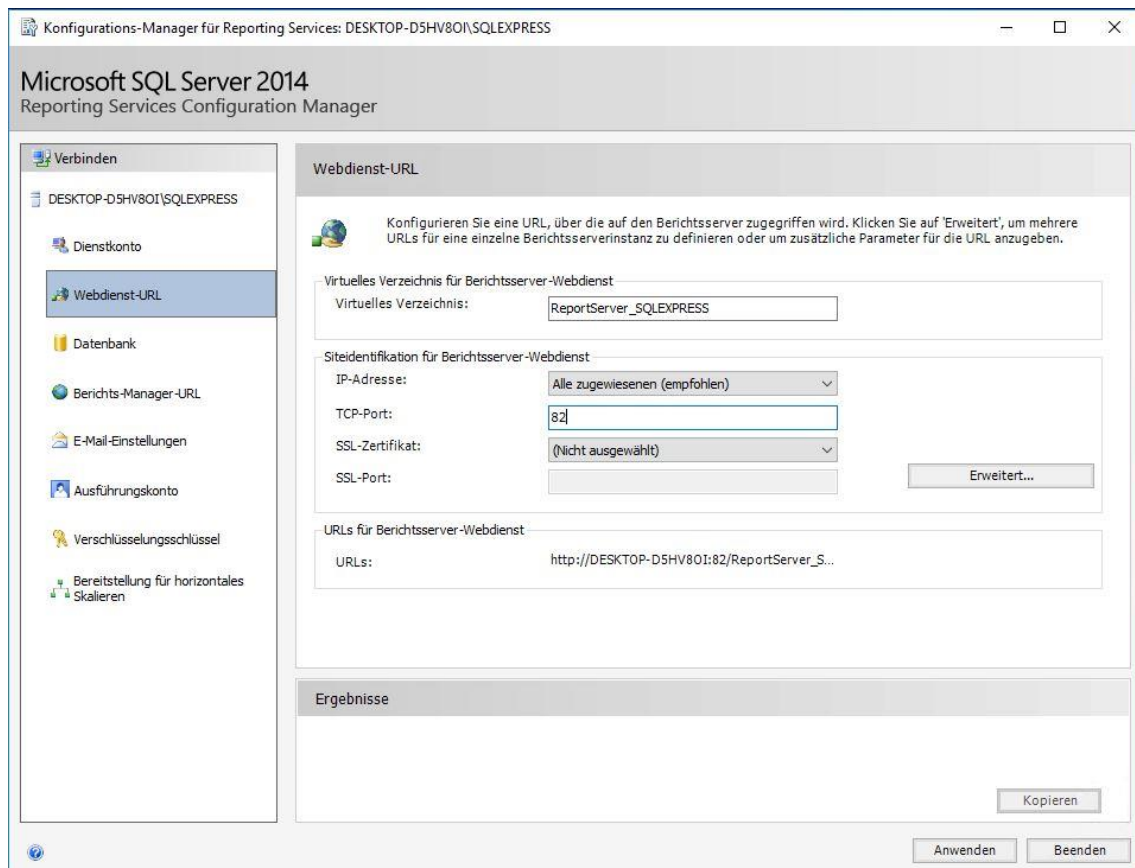 Konfigurations-Manager für Reporting Services: DESKTOP-D5HV8OI\SQLEXPRESS
Microsoft SQL Server 2014
Reporting Services Configuration Manager
Verbinden
DESKTOP-D5HV8OI\SQLEXPRESS
Dienstkonto
Webdienst-URL
Datenbank
Berichts-Manager-URL
E-Mail-Einstellungen
Ausführungskonto
Verschlüsselungsschlüssel
Bereitstellung für horizontales
Skalieren
Webdienst-URL
Konfigurieren Sie eine URL, über die auf den Berichtsserver zugegriffen wird. Klicken Sie auf 'Erweitert', um mehrere
URLs für eine einzelne Berichtsserverinstanz zu definieren oder um zusätzliche Parameter für die URL anzugeben.
Virtuelles Verzeichnis für Berichtsserver-Webdienst
Virtuelles Verzeichnis: ReportServer_SQLEXPRESS
Siteidentifikation für Berichtsserver-Webdienst
IP-Adresse: Alle zugewiesenen (empfohlen)
TCP-Port: 82
SSL-Zertifikat: (Nicht ausgewählt)
SSL-Port:
Erweitert...
URLs für Berichtsserver-Webdienst
URLs: http://DESKTOP-D5HV8OI:82/ReportServer_S...
Ergebnisse
Kopieren
Anwenden Beenden